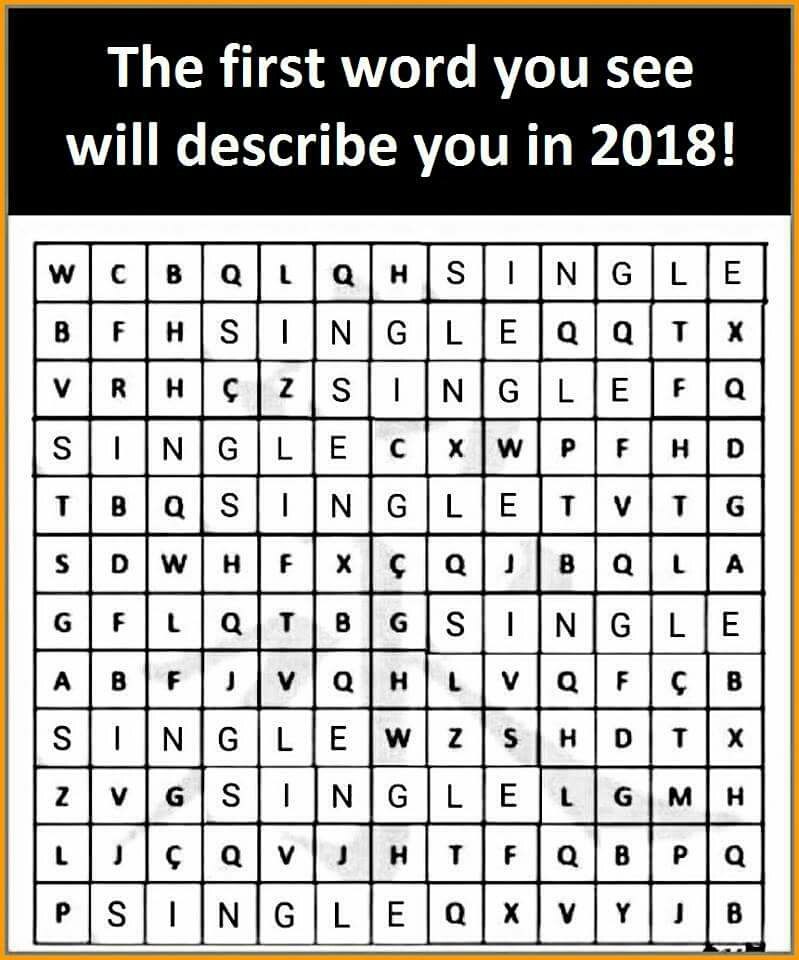 The first word you see
will describe you in 2018!
W C B Q L Q H S I N G L E
B F H S I N G L E Q Q T X
V R H Ç Z S I N G L E F Q
S I N G L E C X W P F H D
T B Q S I N G L E T V T G
S D W H F X Ç Q J B Q L A
G F L Q T B G S I N G L E
A B F J V Q H L V Q F Ç B
S I N G L E W Z S H D T X
Z V G S I N G L E L G M H
L J Ç Q V J H T F Q B P Q
P S I N G L E Q X V Y J B